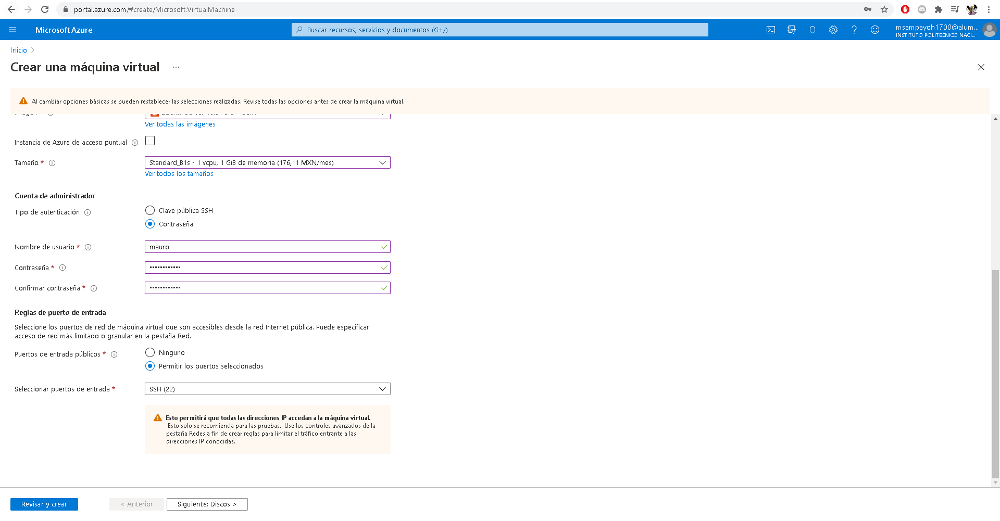 portal.azure.com/#create/Microsoft.VirtualMachine
Microsoft Azure
Buscar recursos, servicios y documentos (G+/)
msampayoh1700@alum...
INSTITUTO POLITECNICO NACI...
Inicio >
Crear una máquina virtual ...
Al cambiar opciones básicas se pueden restablecer las selecciones realizadas. Revise todas las opciones antes de crear la máquina virtual.
Ver todas las imágenes
Instancia de Azure de acceso puntual
Tamaño *
Standard_B1s - 1 vcpu, 1 GiB de memoria (176,11 MXN/mes)
Ver todos los tamaños
Cuenta de administrador
Tipo de autenticación
Clave pública SSH
Contraseña
Nombre de usuario *
mauro
Contraseña *
••••••••••••
Confirmar contraseña *
••••••••••••
Reglas de puerto de entrada
Seleccione los puertos de red de máquina virtual que son accesibles desde la red Internet pública. Puede especificar
acceso de red más limitado o granular en la pestaña Red.
Puertos de entrada públicos *
Ninguno
Permitir los puertos seleccionados
Seleccionar puertos de entrada *
SSH (22)
Esto permitirá que todas las direcciones IP accedan a la máquina virtual.
Esto solo se recomienda para las pruebas. Use los controles avanzados de la
pestaña Redes a fin de crear reglas para limitar el tráfico entrante a las
direcciones IP conocidas.
Revisar y crear
< Anterior
Siguiente: Discos >